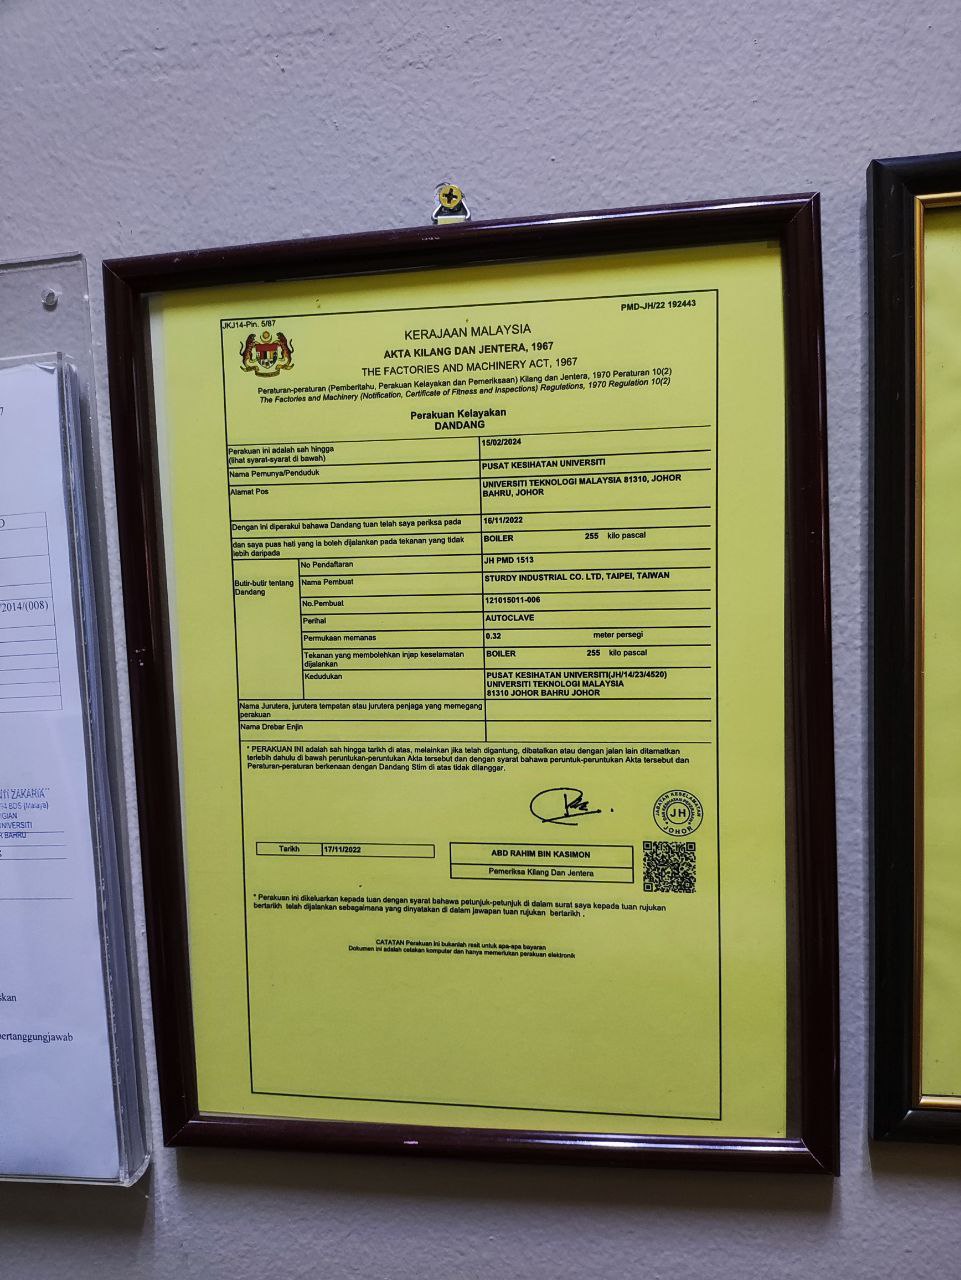 JKJ14-Pin. 5/87
PMD-JH/22 192443
KERAJAAN MALAYSIA
AKTA KILANG DAN JENTERA, 1967
THE FACTORIES AND MACHINERY ACT, 1967
Peraturan-peraturan (Pemberitahu, Perakuan Kelayakan dan Pemeriksaan) Kilang dan Jentera, 1970 Peraturan 10(2)
The Factories and Machinery (Notification, Certificate of Fitness and Inspections) Regulations, 1970 Regulation 10(2)
Perakuan Kelayakan
DANDANG
Perakuan ini adalah sah hingga
(lihat syarat-syarat di bawah)
15/02/2024
Nama Pemunya/Penduduk
PUSAT KESIHATAN UNIVERSITI
Alamat Pos
UNIVERSITI TEKNOLOGI MALAYSIA 81310, JOHOR
BAHRU, JOHOR
Dengan ini diperakui bahawa Dandang tuan telah saya periksa pada
16/11/2022
dan saya puas hati yang ia boleh dijalankan pada tekanan yang tidak
lebih daripada
BOILER 255 kilo pascal
Butir-butir tentang
Dandang
No Pendaftaran
JH PMD 1513
Nama Pembuat
STURDY INDUSTRIAL CO. LTD, TAIPEI, TAIWAN
No.Pembuat
121015011-006
Perihal
AUTOCLAVE
Permukaan memanas
0.32 meter persegi
Tekanan yang membolehkan injap keselamatan
dijalankan
BOILER 255 kilo pascal
Kedudukan
PUSAT KESIHATAN UNIVERSITI(JH/14/23/4520)
UNIVERSITI TEKNOLOGI MALAYSIA
81310 JOHOR BAHRU JOHOR
Nama Jurutera, jurutera tempatan atau jurutera penjaga yang memegang
perakuan
Nama Drebar Enjin
* PERAKUAN INI adalah sah hingga tarikh di atas, melainkan jika telah digantung, dibatalkan atau dengan jalan lain ditamatkan
terlebih dahulu di bawah peruntukan-peruntukan Akta tersebut dan dengan syarat bahawa peruntuk-peruntukan Akta tersebut dan
Peraturan-peraturan berkenaan dengan Dandang Stim di atas tidak dilanggar.
JABATAN KESELAMATAN
JH
JOHOR
Tarikh 17/11/2022
ABD RAHIM BIN KASIMON
Pemeriksa Kilang Dan Jentera
* Perakuan ini dikeluarkan kepada tuan dengan syarat bahawa petunjuk-petunjuk di dalam surat saya kepada tuan rujukan
bertarikh telah dijalankan sebagaimana yang dinyatakan di dalam jawapan tuan rujukan bertarikh .
CATATAN Perakuan Ini bukanlah resit untuk apa-apa bayaran
Dokumen ini adalah cetakan komputer dan hanya memerlukan perakuan elektronik
2014/(008)
ZAKARIA"
BDS (Malaya)
GIAN
UNIVERSITI
BAHRU
skan
pertanggungjawab